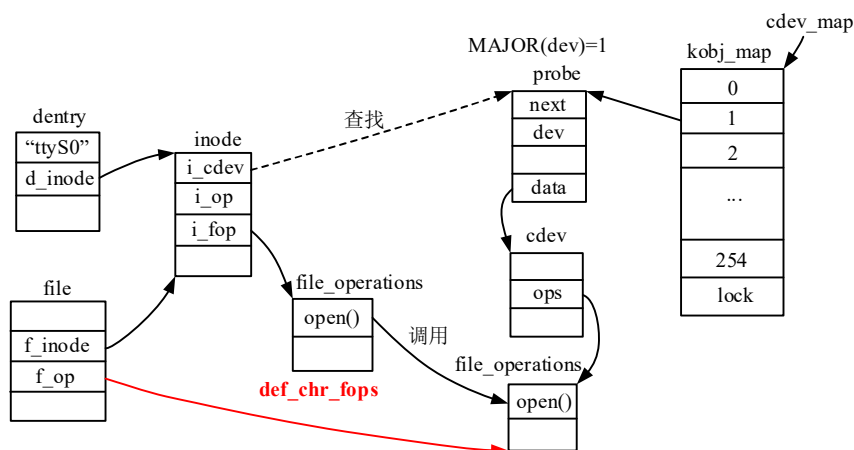 cdev_map
MAJOR(dev)=1
kobj_map
probe
0
next
1
dentry
查找
dev
inode
“ttyS0”
2
i_cdev
d_inode
data
...
i_op
i_fop
cdev
254
file
file_operations
ops
lock
open()
f_inode
调用
file_operations
f_op
def_chr_fops
open()